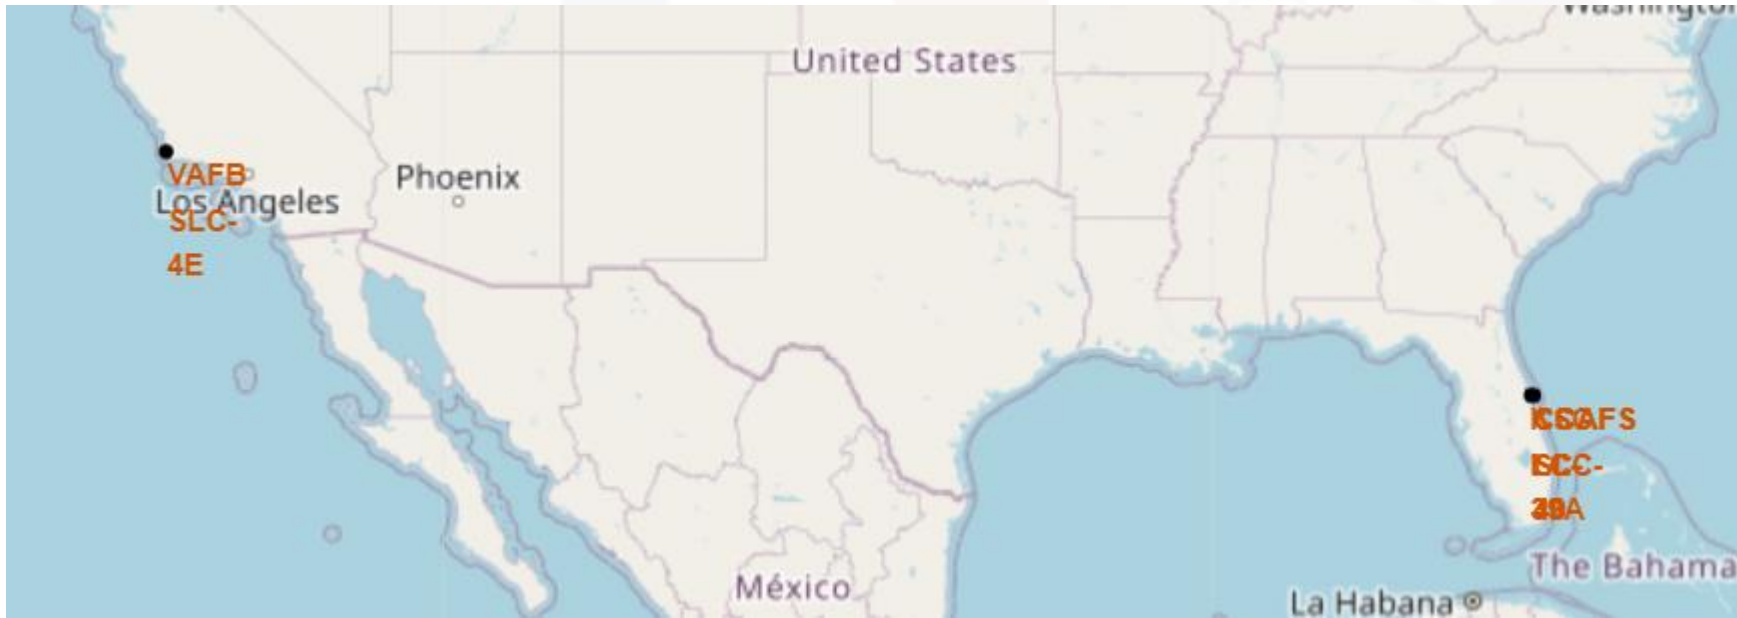 Washington
United States
VAFB
SLC-
4E
Los Angeles
Phoenix
México
La Habana
The Bahama